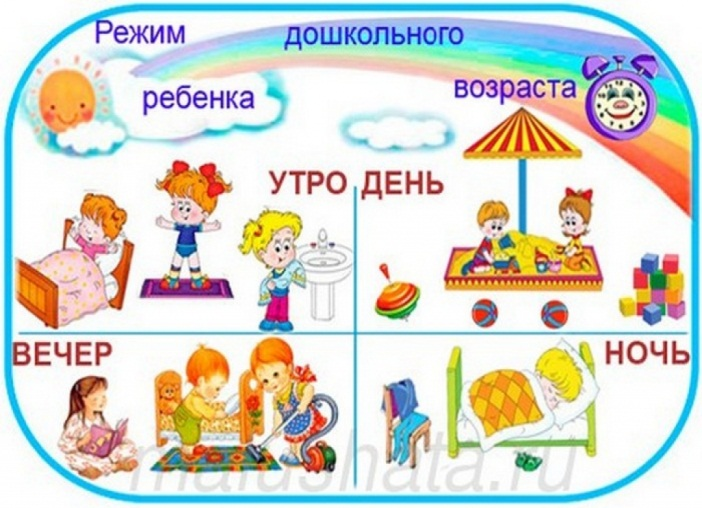 Режим дошкольного
ребенка возраста
УТРО ДЕНЬ
ВЕЧЕР НОЧЬ
malushata.ru